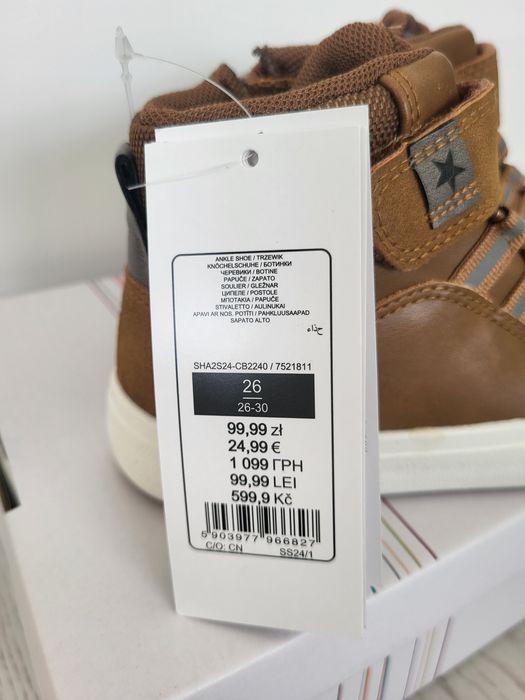 ANKLE SHOE / TRZEWIK
KNÖCHELSCHUHE / БОТИНКИ
ЧЕРЕВИКИ / BOTINE
PAPUČE / ZAPATO
SOULIER / GLEŽNAR
ЦИПЕЛЕ / POSTOLE
ΜΠΟΤΑΚΙΑ / PAPUČE
STIVALETTO / AULINUKAI
APAVI AR NOS. POTĪTI / PAHKLUUSAAPAD
SAPATO ALTO
حذاء
SHA2S24-CB2240 / 7521811
26
26-30
99,99 zł
24,99 €
1 099 ГРН
99,99 LEI
599,9 Kč
5 903977 966827
C/O: CN SS24/1